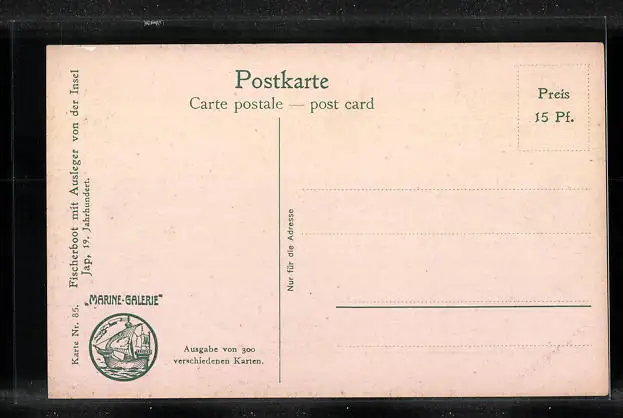 Postkarte
Carte postale — post card
Preis
15 Pf.
Karte Nr. 85. Fischerboot mit Ausleger von der Insel
Jap, 19. Jahrhundert.
Nur für die Adresse
„MARINE-GALERIE"
Ausgabe von 300
verschiedenen Karten.